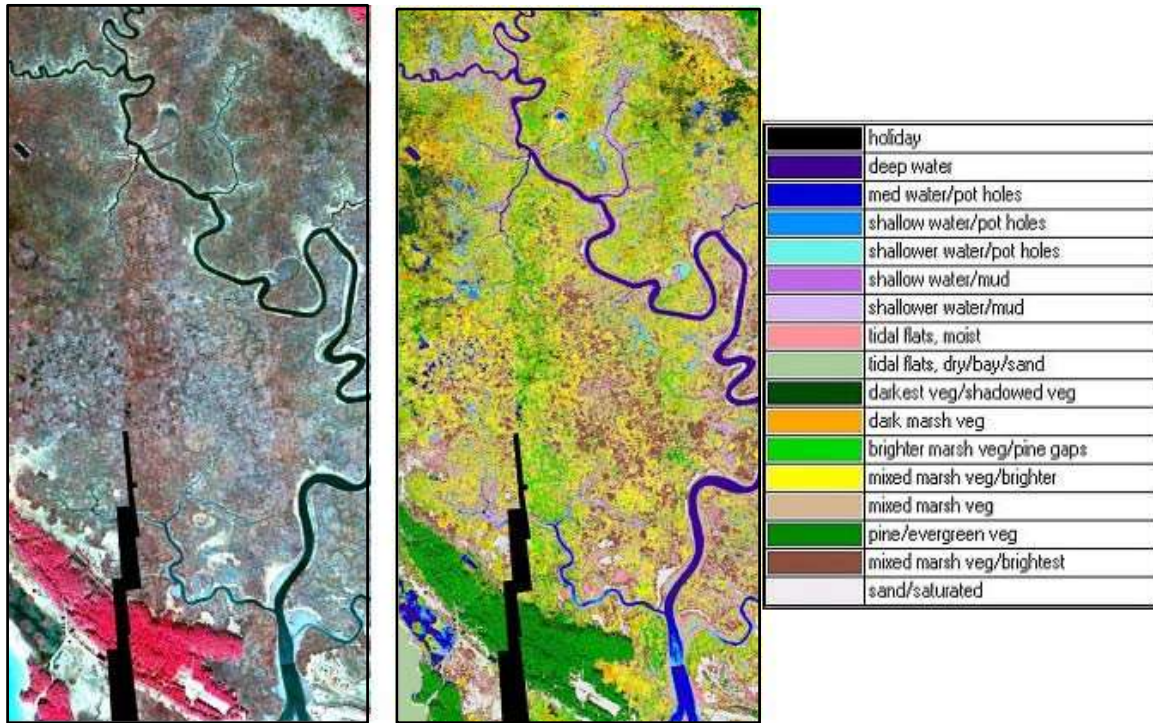 holiday
deep water
med water/pot holes
shallow water/pot holes
shallower water/pot holes
shallow water/mud
shallower water/mud
tidal flats, moist
tidal flats, dry/bay/sand
darkest veg/shadowed veg
dark marsh veg
brighter marsh veg/pine gaps
mixed marsh veg/brighter
mixed marsh veg
pine/evergreen veg
mixed marsh veg/brightest
sand/saturated